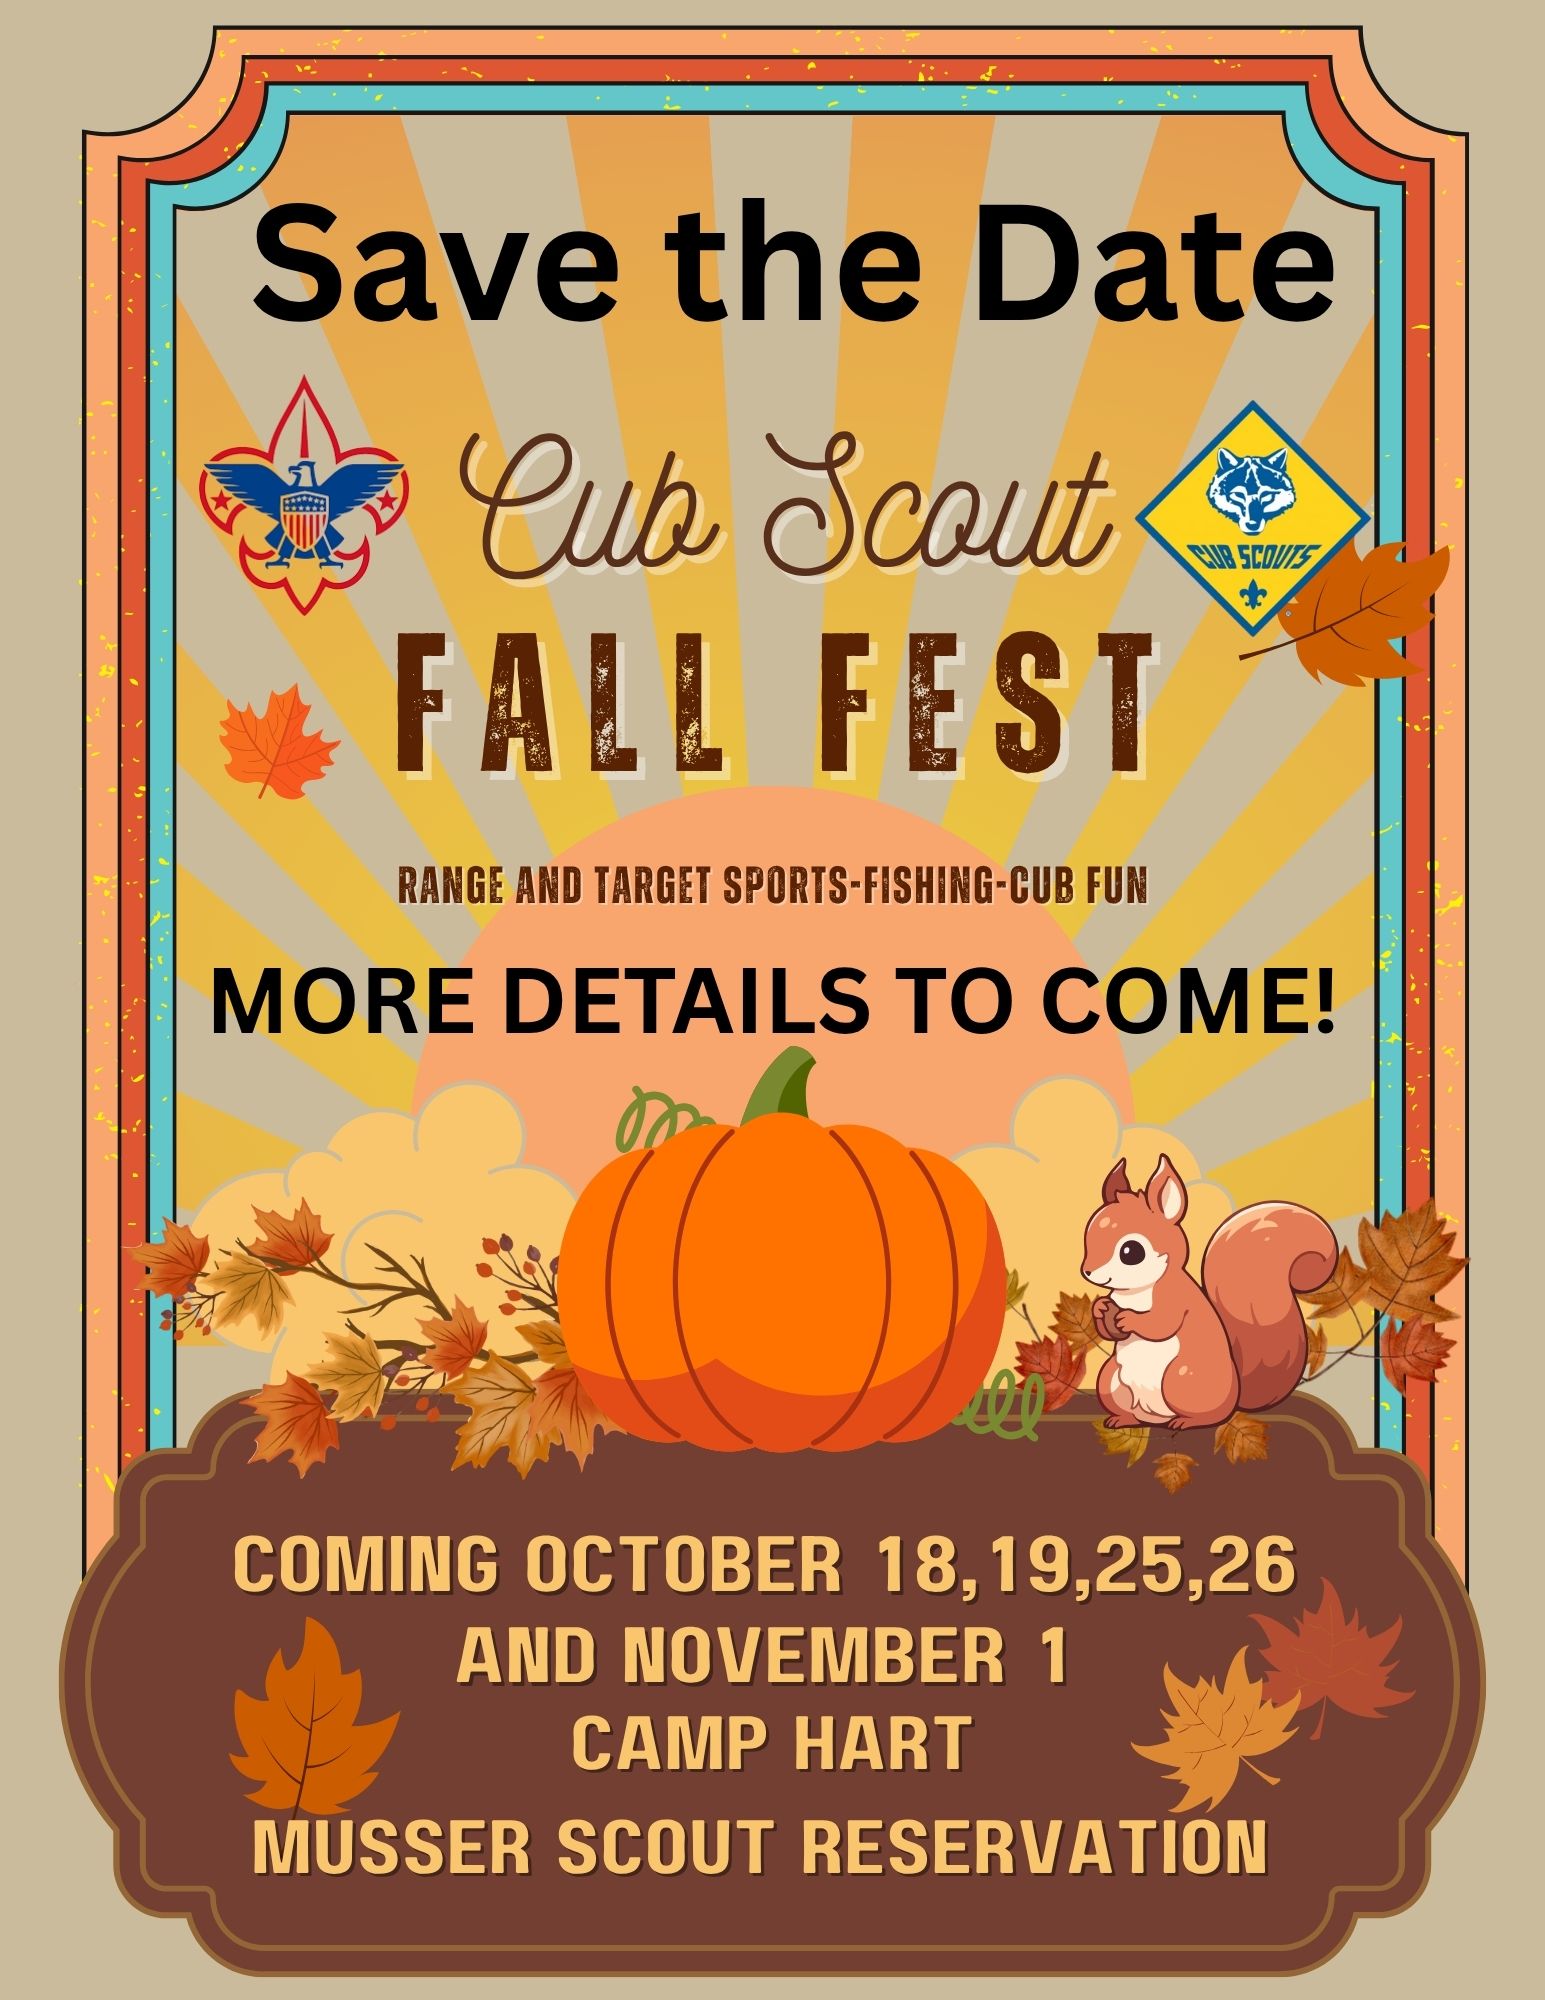 Save the Date
Cub Scout
CUB SCOUTS
FALL FEST
RANGE AND TARGET SPORTS-FISHING-CUB FUN
MORE DETAILS TO COME!
COMING OCTOBER 18,19,25,26
AND NOVEMBER 1
CAMP HART
MUSSER SCOUT RESERVATION